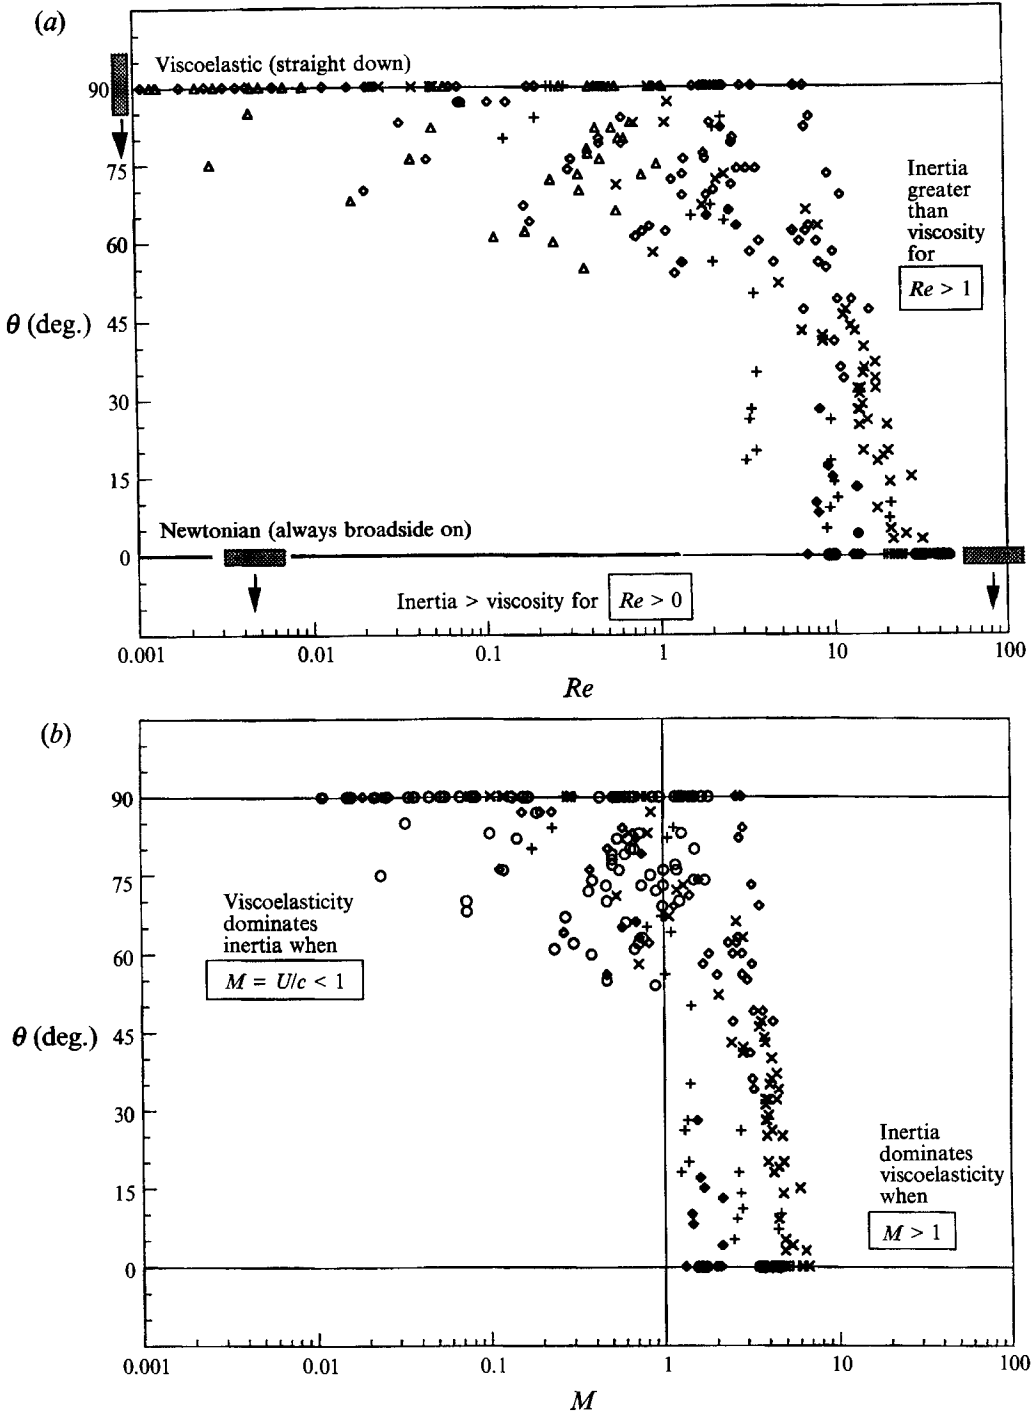 (a)
Viscoelastic (straight down)
90
75
60
45
30
15
0
θ (deg.)
Inertia
greater
than
viscosity
for
Re > 1
Newtonian (always broadside on)
Inertia > viscosity for Re > 0
0.001 0.01 0.1 1 10 100
Re
(b)
90
75
60
45
30
15
0
θ (deg.)
Viscoelasticity
dominates
inertia when
M = U/c < 1
Inertia
dominates
viscoelasticity
when
M > 1
0.001 0.01 0.1 1 10 100
M